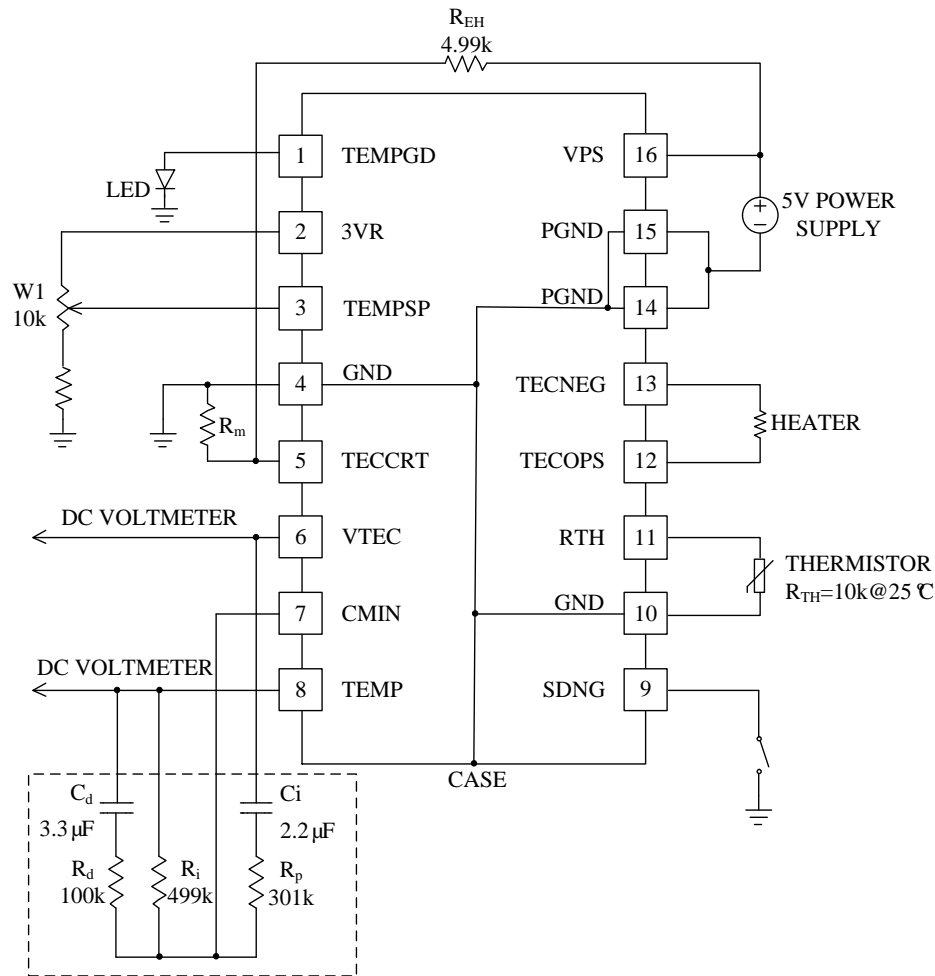 R_EH
4.99k
1 TEMPGD VPS 16
LED
5V POWER
SUPPLY
2 3VR PGND 15
W1
10k
3 TEMPSP PGND 14
4 GND TECNEG 13
R_m
HEATER
5 TECCRT TECOPS 12
DC VOLTMETER
6 VTEC RTH 11
THERMISTOR
R_TH=10k@25℃
7 CMIN GND 10
DC VOLTMETER
8 TEMP SDNG 9
CASE
C_d Ci
3.3µF 2.2µF
R_d R_i R_p
100k 499k 301k